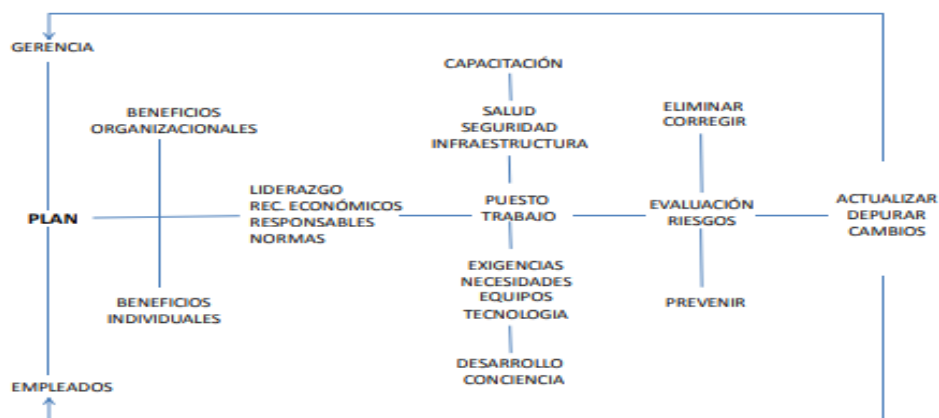 GERENCIA
CAPACITACIÓN
BENEFICIOS
ORGANIZACIONALES
SALUD
SEGURIDAD
INFRAESTRUCTURA
ELIMINAR
CORREGIR
PLAN
LIDERAZGO
REC. ECONÓMICOS
RESPONSABLES
NORMAS
PUESTO
TRABAJO
EVALUACIÓN
RIESGOS
ACTUALIZAR
DEPURAR
CAMBIOS
BENEFICIOS
INDIVIDUALES
EXIGENCIAS
NECESIDADES
EQUIPOS
TECNOLOGIA
PREVENIR
DESARROLLO
CONCIENCIA
EMPLEADOS